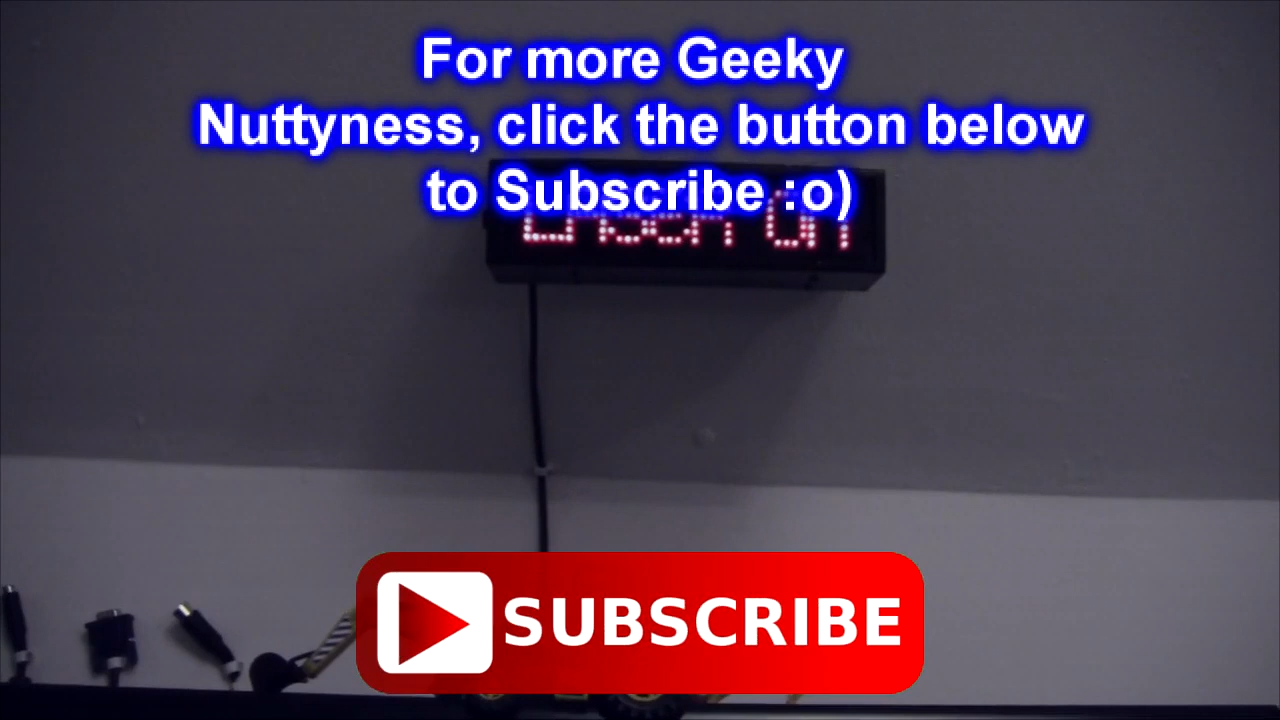 For more Geeky
Nuttyness, click the button below
to Subscribe :o)
SUBSCRIBE